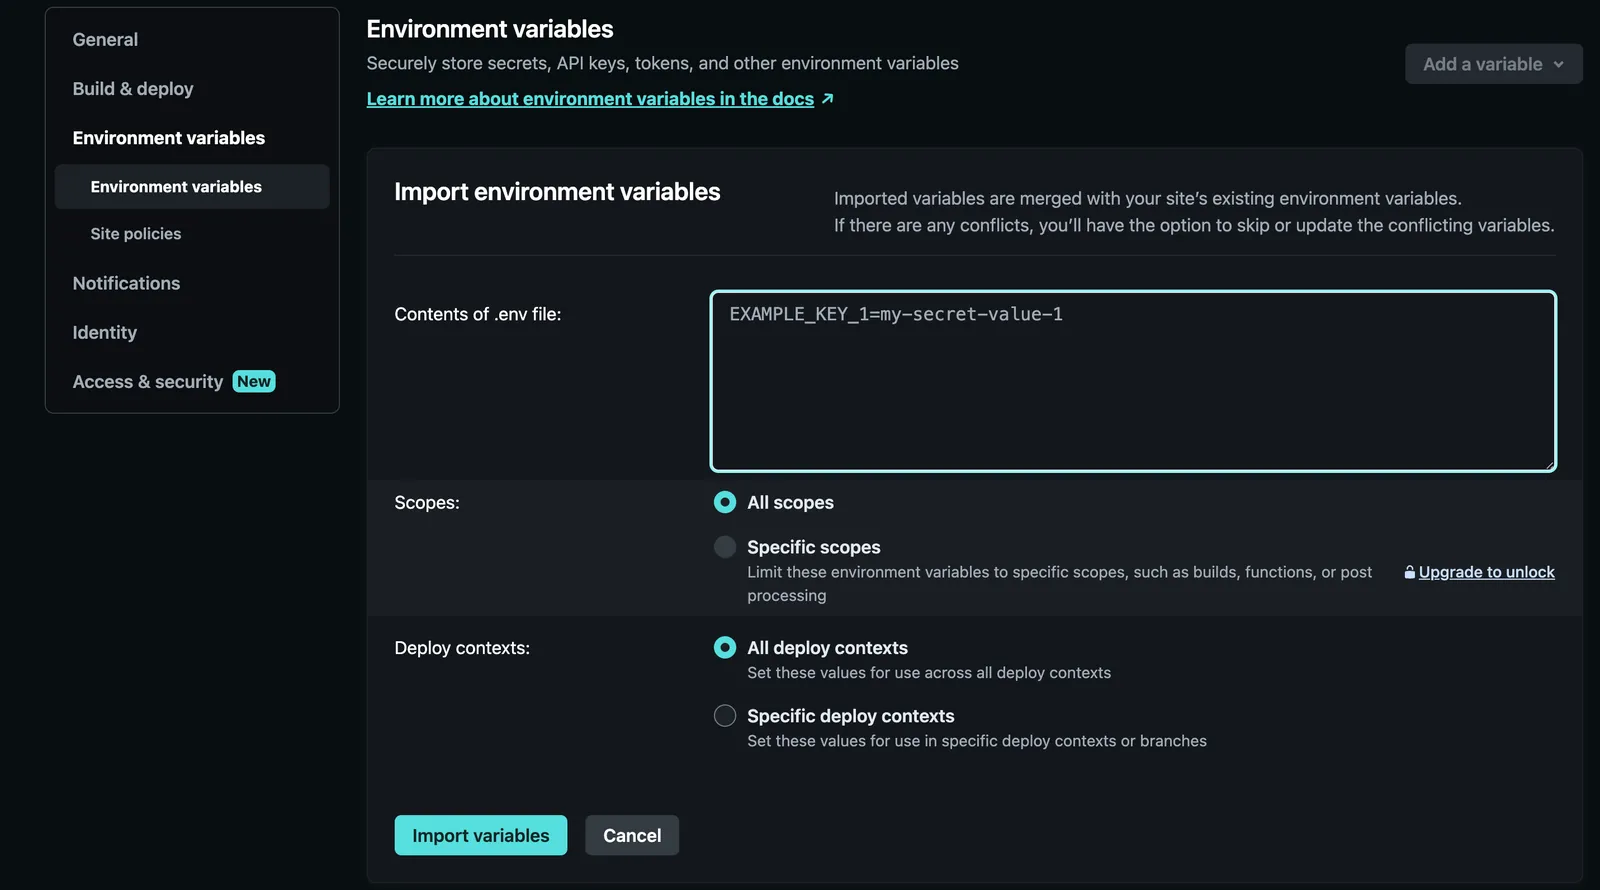 General
Build & deploy
Environment variables
Environment variables
Site policies
Notifications
Identity
Access & security New
Environment variables
Securely store secrets, API keys, tokens, and other environment variables
Learn more about environment variables in the docs ↗
Add a variable
Import environment variables
Imported variables are merged with your site’s existing environment variables.
If there are any conflicts, you’ll have the option to skip or update the conflicting variables.
Contents of .env file:
EXAMPLE_KEY_1=my-secret-value-1
Scopes:
All scopes
Specific scopes
Limit these environment variables to specific scopes, such as builds, functions, or post
processing
Upgrade to unlock
Deploy contexts:
All deploy contexts
Set these values for use across all deploy contexts
Specific deploy contexts
Set these values for use in specific deploy contexts or branches
Import variables
Cancel